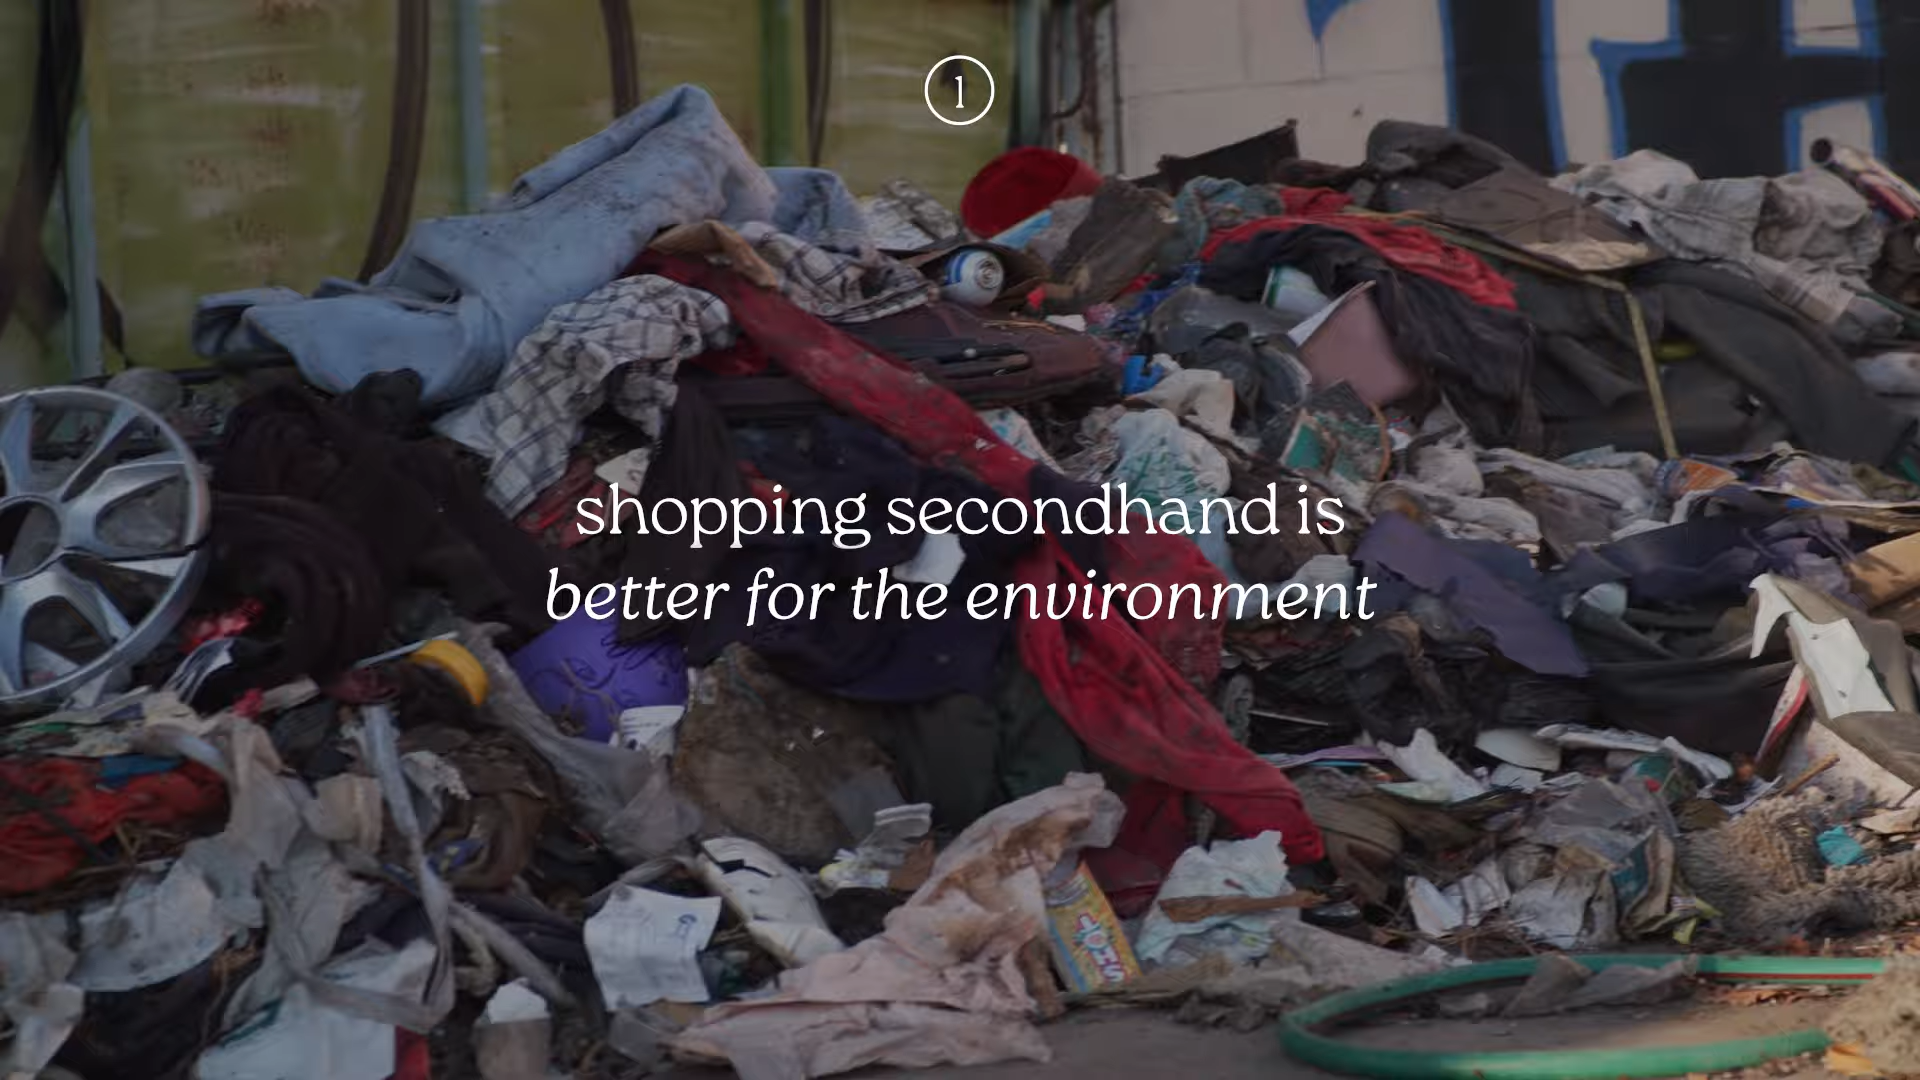 1
shopping secondhand is
better for the environment